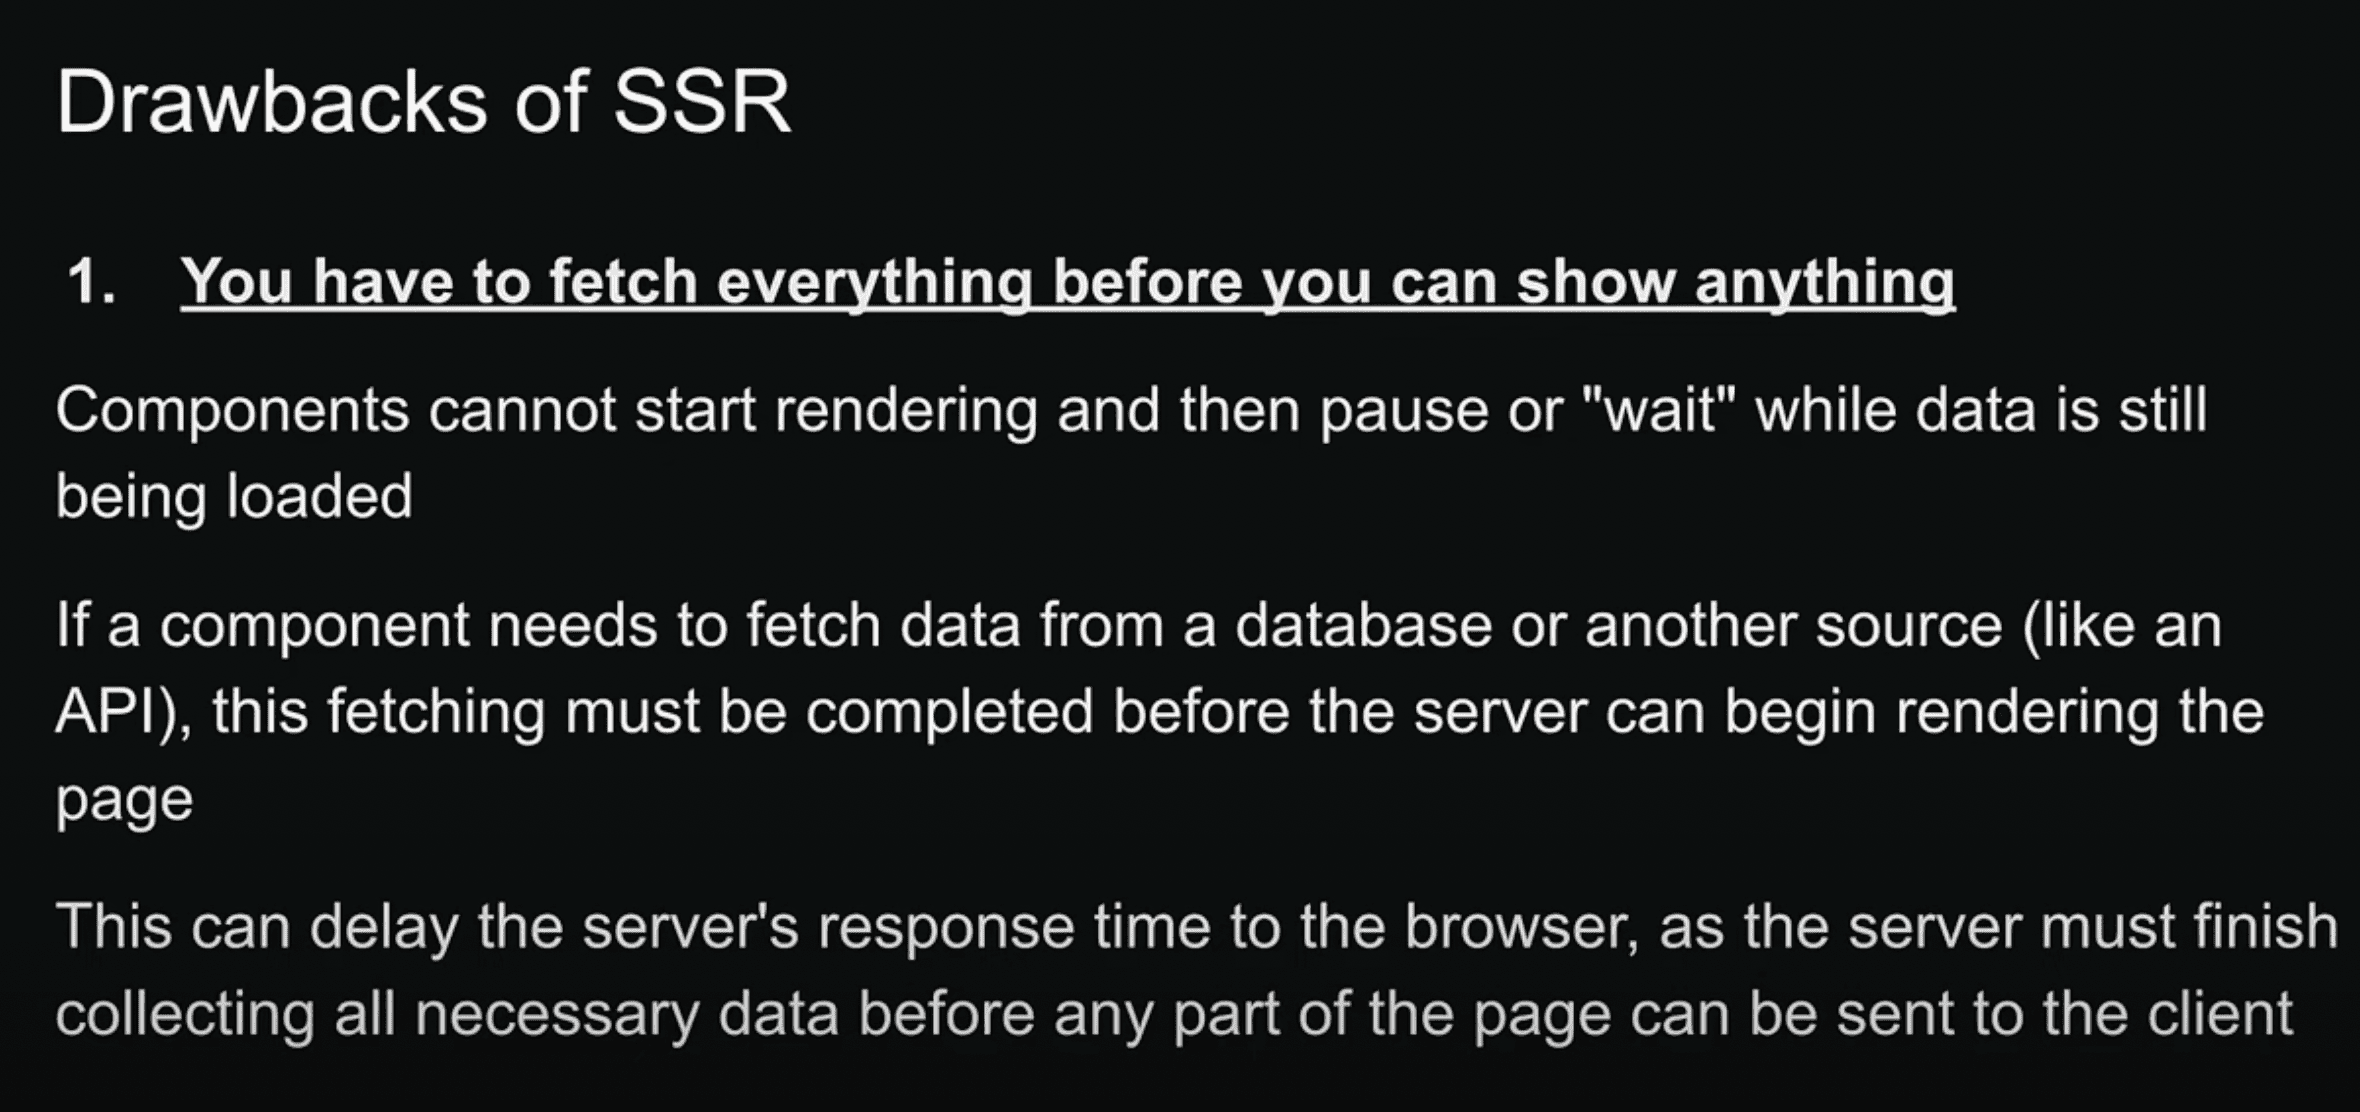 Drawbacks of SSR
1. You have to fetch everything before you can show anything
Components cannot start rendering and then pause or "wait" while data is still
being loaded
If a component needs to fetch data from a database or another source (like an
API), this fetching must be completed before the server can begin rendering the
page
This can delay the server's response time to the browser, as the server must finish
collecting all necessary data before any part of the page can be sent to the client